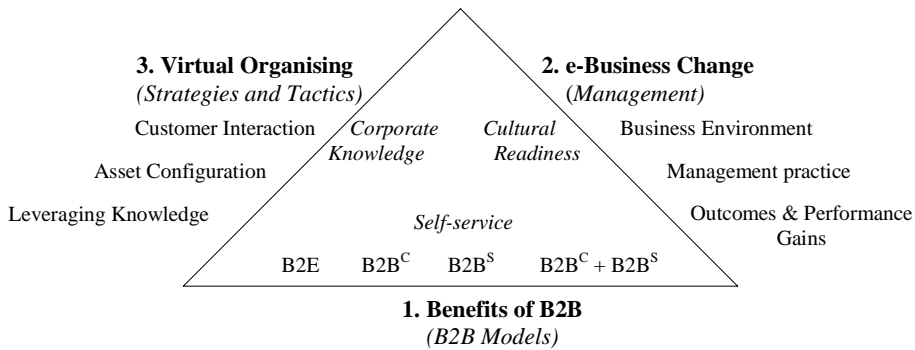 3. Virtual Organising
(Strategies and Tactics)
2. e-Business Change
(Management)
Customer Interaction
Asset Configuration
Leveraging Knowledge
Corporate
Knowledge
Cultural
Readiness
Business Environment
Management practice
Outcomes & Performance
Gains
Self-service
B2E B2B^C B2B^S B2B^C + B2B^S
1. Benefits of B2B
(B2B Models)